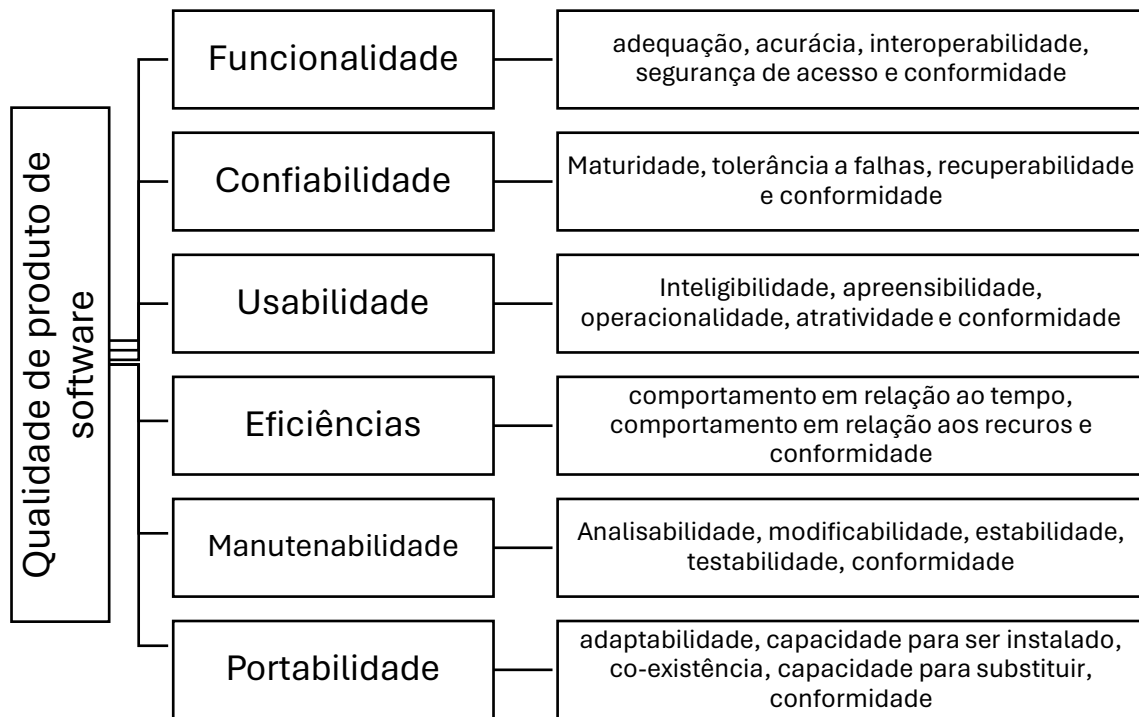 Qualidade de produto de
software
Funcionalidade
adequação, acurácia, interoperabilidade,
segurança de acesso e conformidade
Confiabilidade
Maturidade, tolerância a falhas, recuperabilidade
e conformidade
Usabilidade
Inteligibilidade, apreensibilidade,
operacionalidade, atratividade e conformidade
Eficiências
comportamento em relação ao tempo,
comportamento em relação aos recuros e
conformidade
Manutenabilidade
Analisabilidade, modificabilidade, estabilidade,
testabilidade, conformidade
Portabilidade
adaptabilidade, capacidade para ser instalado,
co-existência, capacidade para substituir,
conformidade